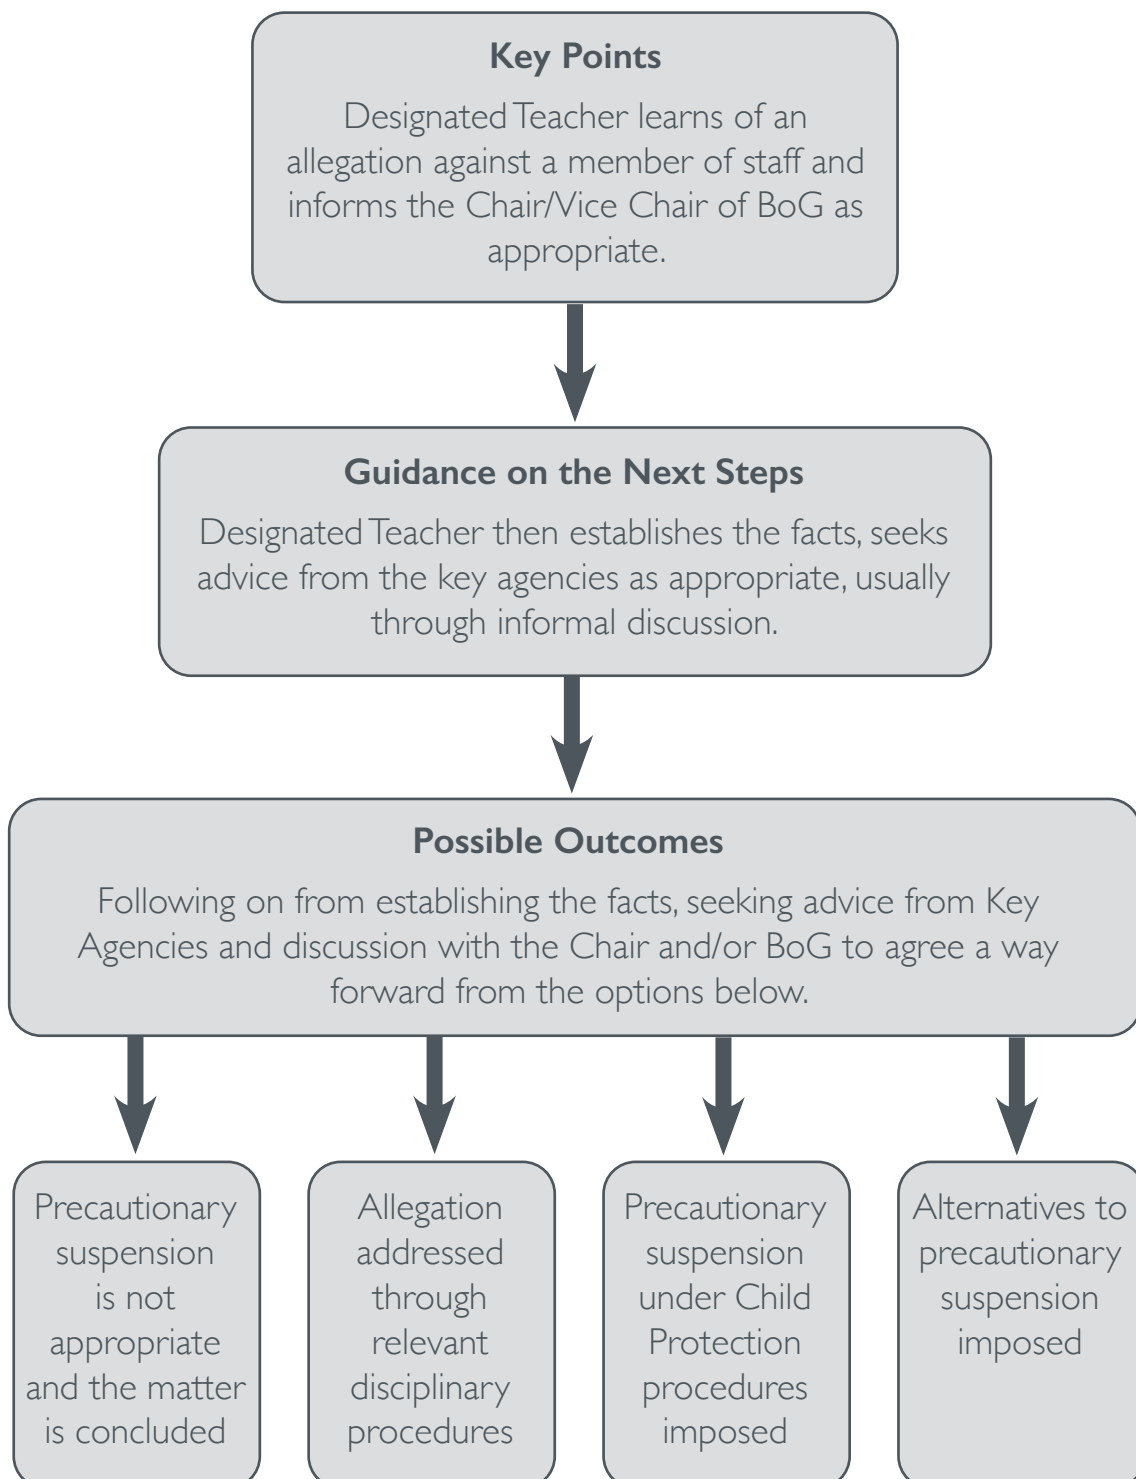 Key Points
Designated Teacher learns of an
allegation against a member of staff and
informs the Chair/Vice Chair of BoG as
appropriate.
Guidance on the Next Steps
Designated Teacher then establishes the facts, seeks
advice from the key agencies as appropriate, usually
through informal discussion.
Possible Outcomes
Following on from establishing the facts, seeking advice from Key
Agencies and discussion with the Chair and/or BoG to agree a way
forward from the options below.
Precautionary
suspension
is not
appropriate
and the matter
is concluded
Allegation
addressed
through
relevant
disciplinary
procedures
Precautionary
suspension
under Child
Protection
procedures
imposed
Alternatives to
precautionary
suspension
imposed